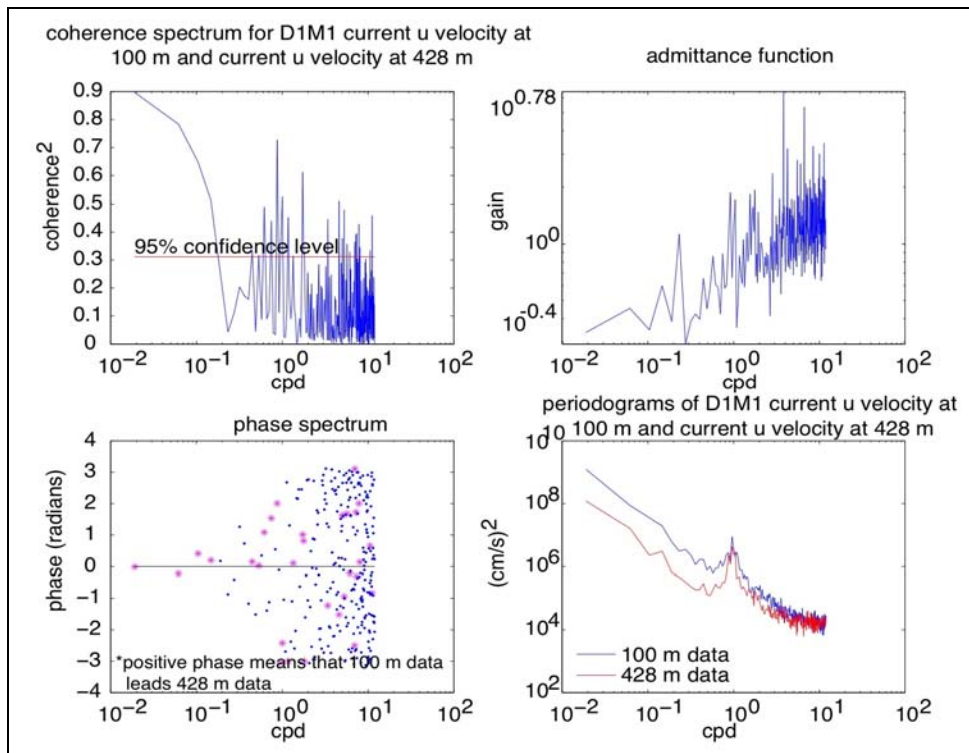 coherence spectrum for D1M1 current u velocity at
100 m and current u velocity at 428 m
0.9
0.8
0.7
0.6
0.5
0.4
0.3
0.2
0.1
0
coherence²
95% confidence level
10⁻² 10⁻¹ 10⁰ 10¹ 10²
cpd
admittance function
10⁰·⁷⁸
10⁰
10⁻⁰·⁴
gain
10⁻² 10⁻¹ 10⁰ 10¹ 10²
cpd
phase spectrum
4
3
2
1
0
−1
−2
−3
−4
phase (radians)
*positive phase means that 100 m data
leads 428 m data
10⁻² 10⁻¹ 10⁰ 10¹ 10²
cpd
periodograms of D1M1 current u velocity at
100 m and current u velocity at 428 m
10¹⁰
10⁸
10⁶
10⁴
10²
(cm/s)²
100 m data
428 m data
10⁻² 10⁻¹ 10⁰ 10¹ 10²
cpd